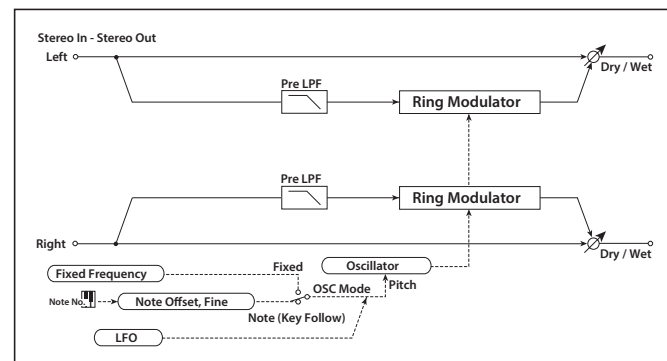 Stereo In - Stereo Out
Left
Dry / Wet
Pre LPF
Ring Modulator
Pre LPF
Ring Modulator
Right
Dry / Wet
Fixed Frequency
Fixed
Oscillator
OSC Mode
Pitch
Note No.
Note Offset, Fine
Note (Key Follow)
LFO